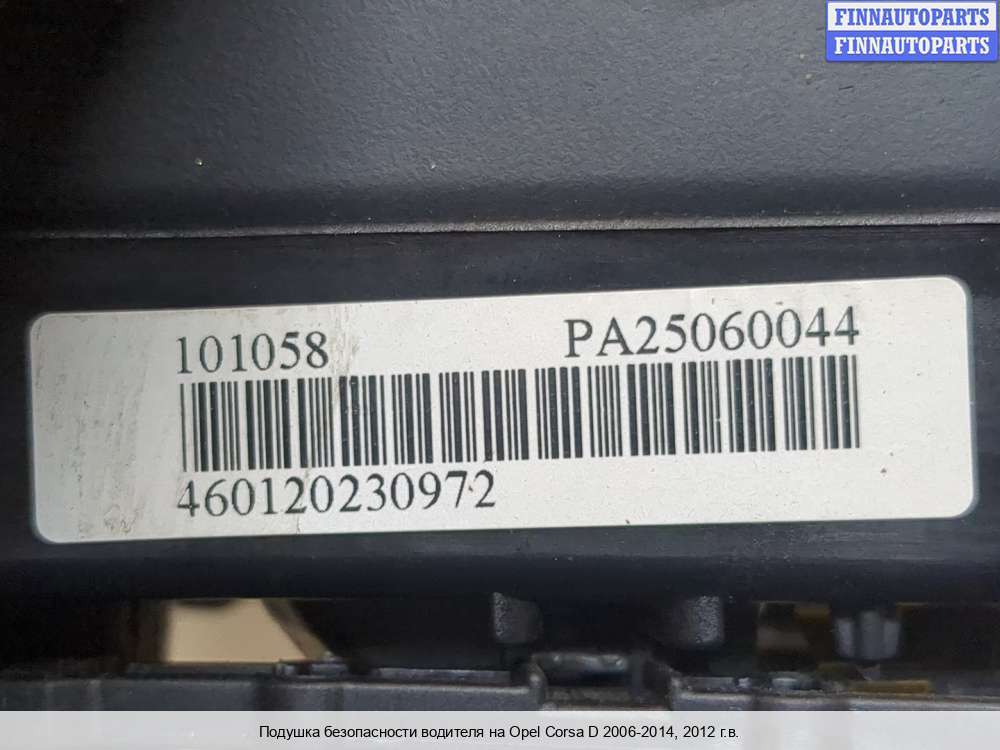 FINNAUTOPARTS
FINNAUTOPARTS
101058 PA25060044
460120230972
Подушка безопасности водителя на Opel Corsa D 2006-2014, 2012 г.в.